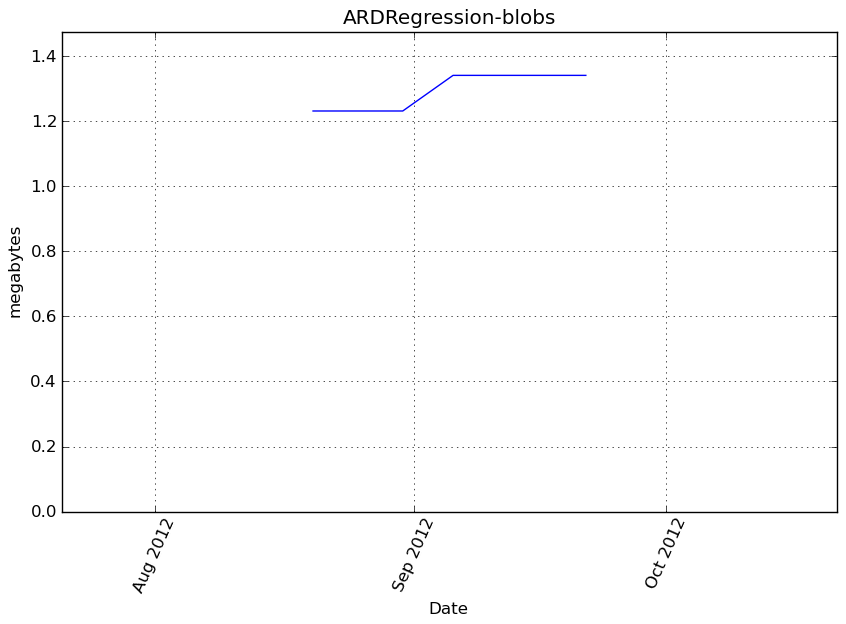 ARDRegression-blobs
1.4
1.2
1.0
0.8
0.6
0.4
0.2
0.0
megabytes
Aug 2012
Sep 2012
Oct 2012
Date